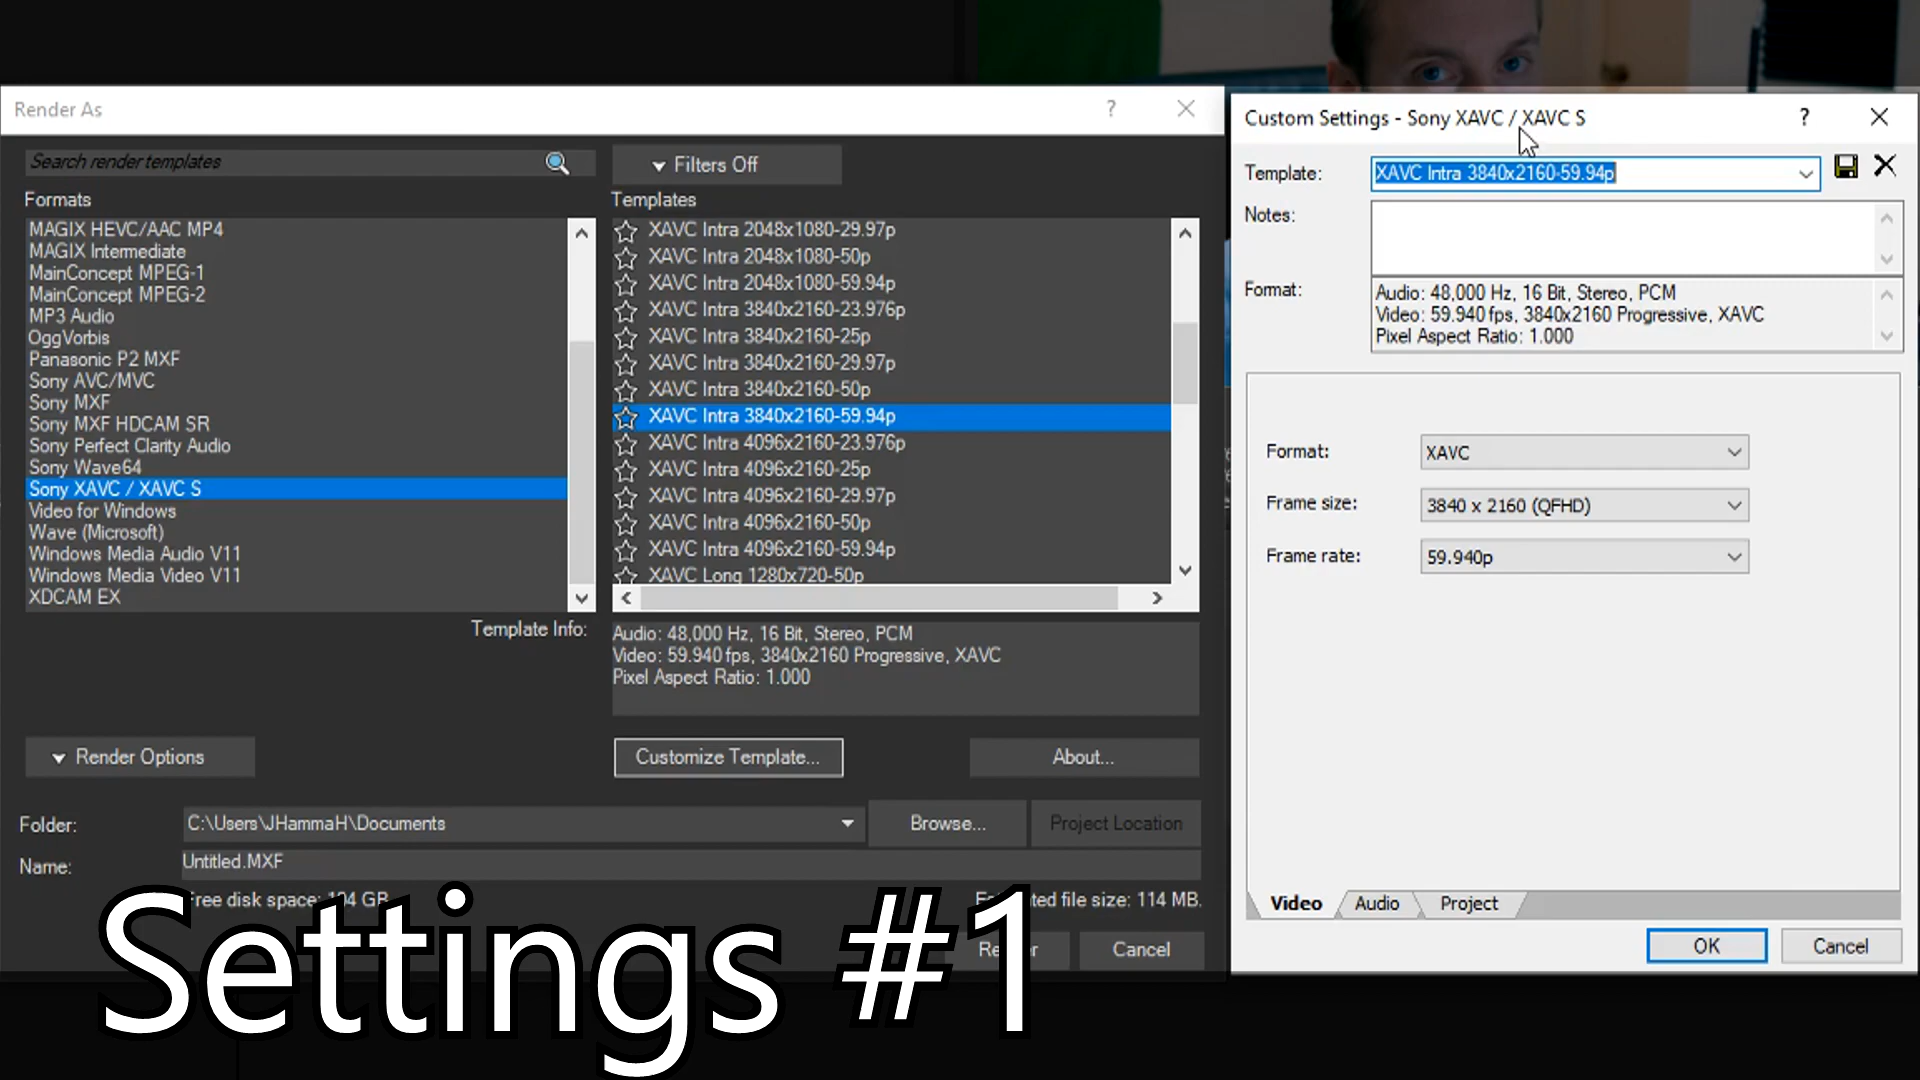 Render As
?
Search render templates
Filters Off
Formats
Templates
MAGIX HEVC/AAC MP4
MAGIX Intermediate
MainConcept MPEG-1
MainConcept MPEG-2
MP3 Audio
OggVorbis
Panasonic P2 MXF
Sony AVC/MVC
Sony MXF
Sony MXF HDCAM SR
Sony Perfect Clarity Audio
Sony Wave64
Sony XAVC / XAVC S
Video for Windows
Wave (Microsoft)
Windows Media Audio V11
Windows Media Video V11
XDCAM EX
XAVC Intra 2048x1080-29.97p
XAVC Intra 2048x1080-50p
XAVC Intra 2048x1080-59.94p
XAVC Intra 3840x2160-23.976p
XAVC Intra 3840x2160-25p
XAVC Intra 3840x2160-29.97p
XAVC Intra 3840x2160-50p
XAVC Intra 3840x2160-59.94p
XAVC Intra 4096x2160-23.976p
XAVC Intra 4096x2160-25p
XAVC Intra 4096x2160-29.97p
XAVC Intra 4096x2160-50p
XAVC Intra 4096x2160-59.94p
XAVC Long 1280x720-50p
Template Info:
Audio: 48,000 Hz, 16 Bit, Stereo, PCM
Video: 59.940 fps, 3840x2160 Progressive, XAVC
Pixel Aspect Ratio: 1.000
Render Options
Customize Template...
About...
Folder:
C:\Users\JHammaH\Documents
Browse...
Project Location
Name:
Untitled.MXF
disk space:
GB
file size: 114 MB.
Cancel
Settings #1
Custom Settings - Sony XAVC / XAVC S
?
Template:
XAVC Intra 3840x2160-59.94p
Notes:
Format:
Audio: 48,000 Hz, 16 Bit, Stereo, PCM
Video: 59.940 fps, 3840x2160 Progressive, XAVC
Pixel Aspect Ratio: 1.000
Format:
XAVC
Frame size:
3840 x 2160 (QFHD)
Frame rate:
59.940p
Video
Audio
Project
OK
Cancel